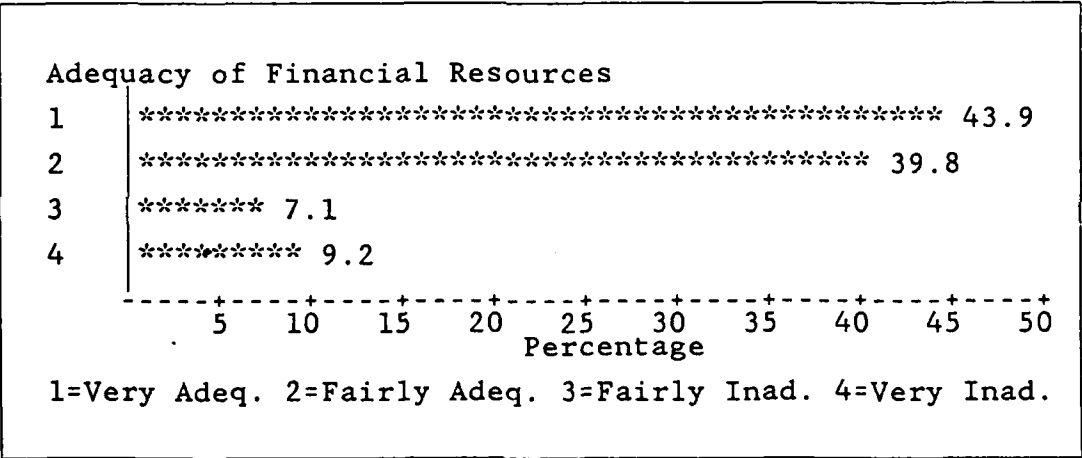 Adequacy of Financial Resources
1 ******************************************** 43.9
2 **************************************** 39.8
3 ******* 7.1
4 ********* 9.2
-----+----+----+----+----+----+----+----+----+----+
5 10 15 20 25 30 35 40 45 50
Percentage
1=Very Adeq. 2=Fairly Adeq. 3=Fairly Inad. 4=Very Inad.